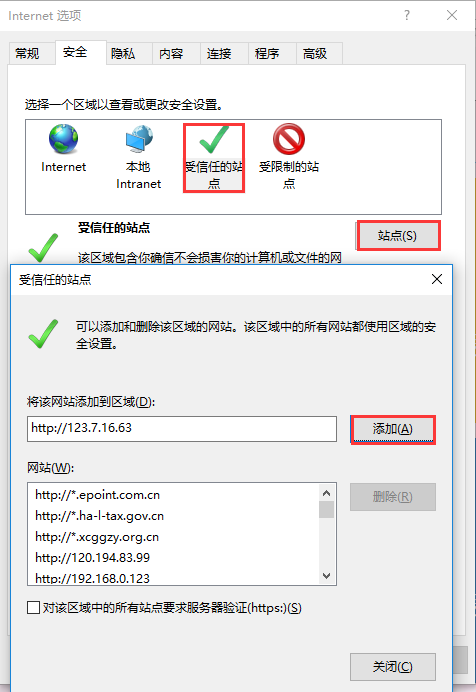 Internet 选项
?
常规 安全 隐私 内容 连接 程序 高级
选择一个区域以查看或更改安全设置。
Internet
本地
Intranet
受信任的站
点
受限制的站
点
受信任的站点
站点(S)
该区域包含你确信不会损害你的计算机或文件的网
受信任的站点
可以添加和删除该区域的网站。该区域中的所有网站都使用区域的安
全设置。
将该网站添加到区域(D):
http://123.7.16.63
添加(A)
网站(W):
http://*.epoint.com.cn
http://*.ha-l-tax.gov.cn
http://*.xcggzy.org.cn
http://120.194.83.99
http://192.168.0.123
删除(R)
对该区域中的所有站点要求服务器验证(https:)(S)
关闭(C)